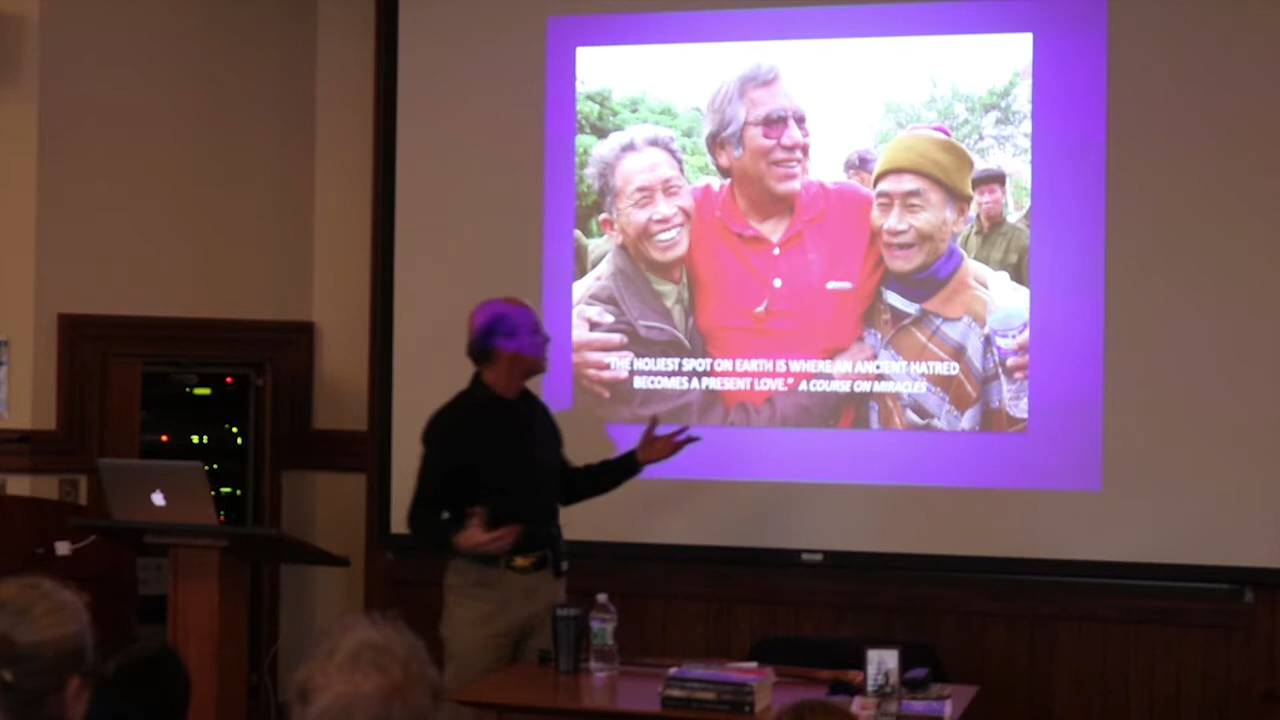 "THE HOLIEST SPOT ON EARTH IS WHERE AN ANCIENT HATRED
BECOMES A PRESENT LOVE." A COURSE ON MIRACLES